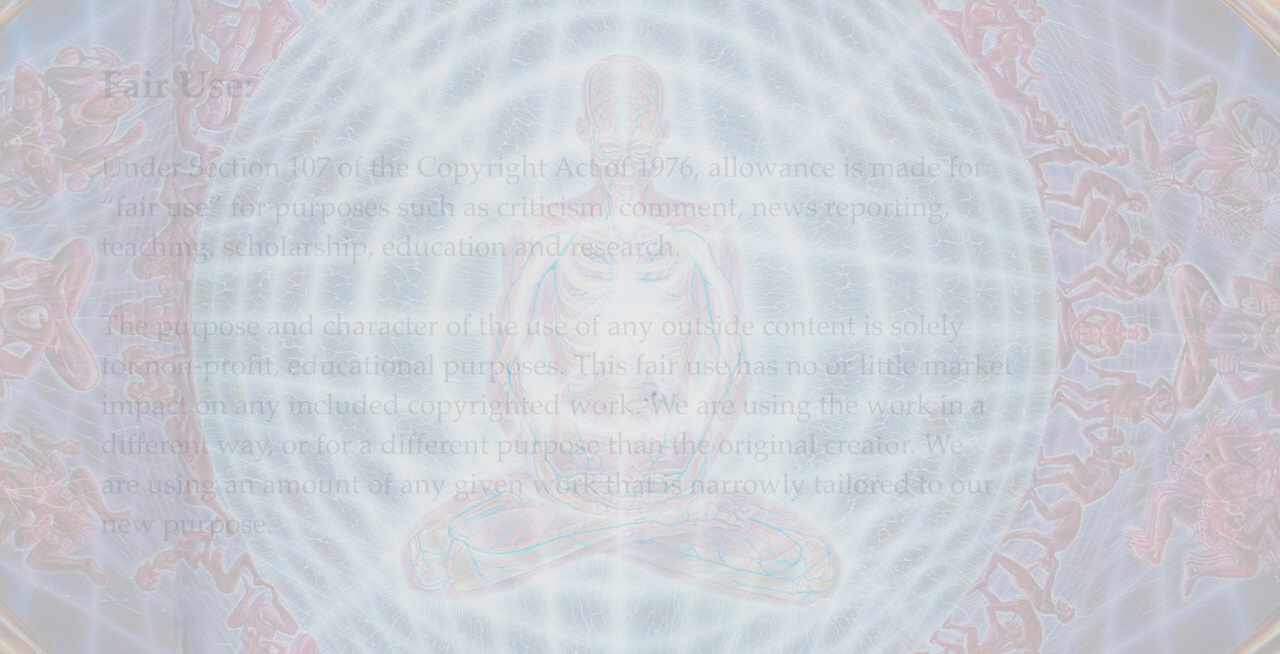 Fair Use:
Under Section 107 of the Copyright Act of 1976, allowance is made for
“fair use” for purposes such as criticism, comment, news reporting,
teaching, scholarship, education and research.
The purpose and character of the use of any outside content is solely
for non-profit, educational purposes. This fair use has no or little market
impact on any included copyrighted work. We are using the work in a
different way, or for a different purpose than the original creator. We
are using an amount of any given work that is narrowly tailored to our
new purpose.